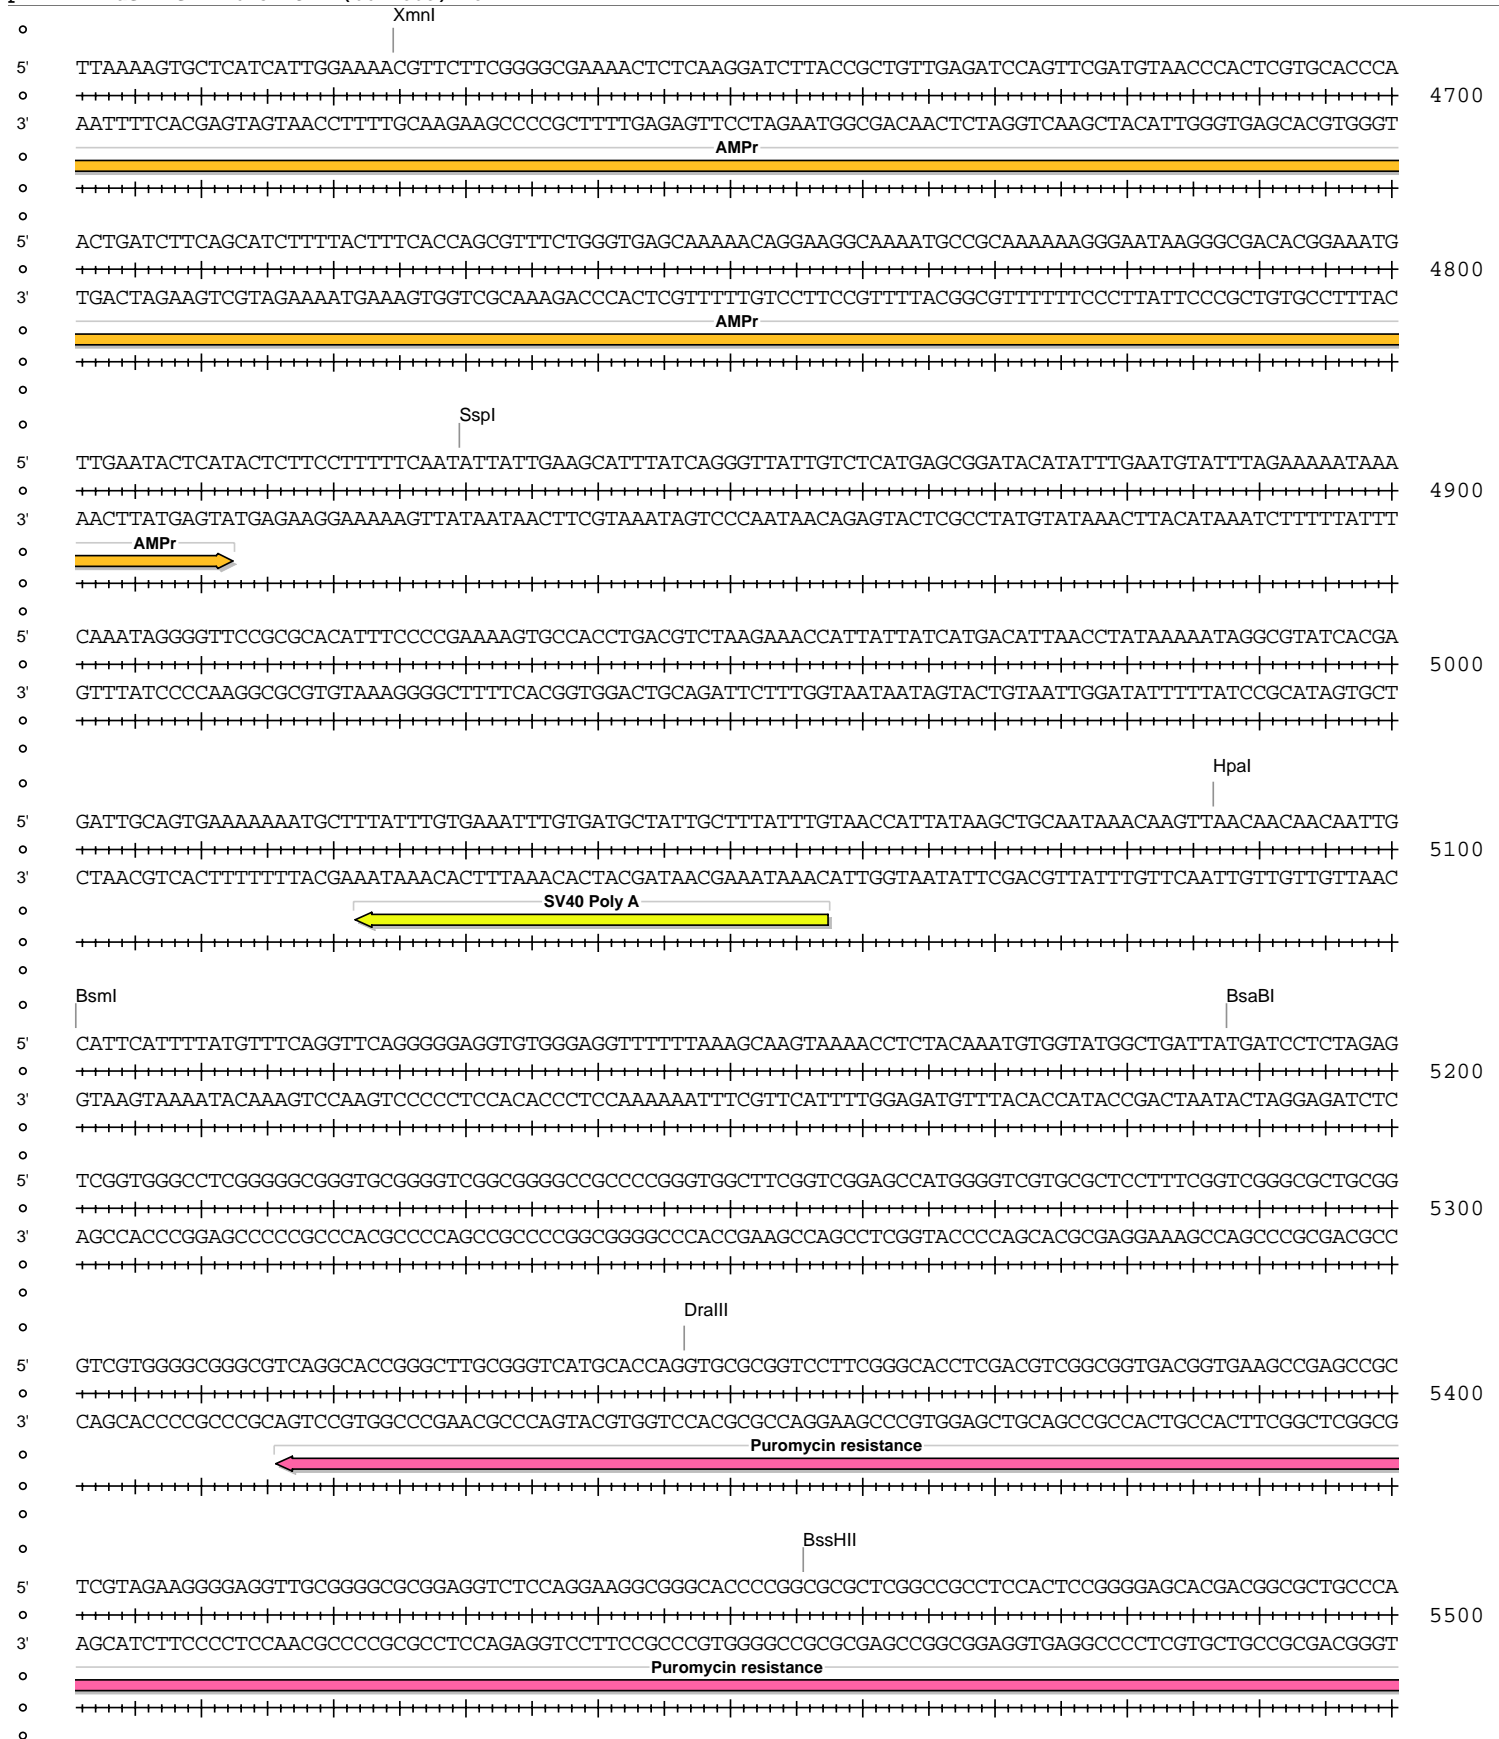 XmnI
5' TTAAAAGTGCTCATCATTGGAAAACGTTCTTCGGGGCGAAAACTCTCAAGGATCTTACCGCTGTTGAGATCCAGTTCGATGTAACCCACTCGTGCACCCA
4700
3' AATTTTCACGAGTAGTAACCTTTTGCAAGAAGCCCCGCTTTTGAGAGTTCCTAGAATGGCGACAACTCTAGGTCAAGCTACATTGGGTGAGCACGTGGGT
AMPr
5' ACTGATCTTCAGCATCTTTTACTTTCACCAGCGTTTCTGGGTGAGCAAAAACAGGAAGGCAAAATGCCGCAAAAAAGGGAATAAGGGCGACACGGAAATG
4800
3' TGACTAGAAGTCGTAGAAAATGAAAGTGGTCGCAAAGACCCACTCGTTTTTGTCCTTCCGTTTTACGGCGTTTTTTCCCTTATTCCCGCTGTGCCTTTAC
AMPr
SspI
5' TTGAATACTCATACTCTTCCTTTTTCAATATTATTGAAGCATTTATCAGGGTTATTGTCTCATGAGCGGATACATATTTGAATGTATTTAGAAAAATAAA
4900
3' AACTTATGAGTATGAGAAGGAAAAAGTTATAATAACTTCGTAAATAGTCCCAATAACAGAGTACTCGCCTATGTATAAACTTACATAAATCTTTTTATTT
AMPr
5' CAAATAGGGGTTCCGCGCACATTTCCCCGAAAAGTGCCACCTGACGTCTAAGAAACCATTATTATCATGACATTAACCTATAAAAATAGGCGTATCACGA
5000
3' GTTTATCCCCAAGGCGCGTGTAAAGGGGCTTTTCACGGTGGACTGCAGATTCTTTGGTAATAATAGTACTGTAATTGGATATTTTTATCCGCATAGTGCT
HpaI
5' GATTGCAGTGAAAAAAATGCTTTATTTGTGAAATTTGTGATGCTATTGCTTTATTTGTAACCATTATAAGCTGCAATAAACAAGTTAACAACAACAATTG
5100
3' CTAACGTCACTTTTTTTACGAAATAAACACTTTAAACACTACGATAACGAAATAAACATTGGTAATATTCGACGTTATTTGTTCAATTGTTGTTGTTAAC
SV40 Poly A
BsmI BsaBI
5' CATTCATTTTATGTTTCAGGTTCAGGGGGAGGTGTGGGAGGTTTTTTAAAGCAAGTAAAACCTCTACAAATGTGGTATGGCTGATTATGATCCTCTAGAG
5200
3' GTAAGTAAAATACAAAGTCCAAGTCCCCCTCCACACCCTCCAAAAAATTTCGTTCATTTTGGAGATGTTTACACCATACCGACTAATACTAGGAGATCTC
5' TCGGTGGGCCTCGGGGGCGGGTGCGGGGTCGGCGGGGCCGCCCCGGGTGGCTTCGGTCGGAGCCATGGGGTCGTGCGCTCCTTTCGGTCGGGCGCTGCGG
5300
3' AGCCACCCGGAGCCCCCGCCCACGCCCCAGCCGCCCCGGCGGGGCCCACCGAAGCCAGCCTCGGTACCCCAGCACGCGAGGAAAGCCAGCCCGCGACGCC
DraIII
5' GTCGTGGGGCGGGCGTCAGGCACCGGGCTTGCGGGTCATGCACCAGGTGCGCGGTCCTTCGGGCACCTCGACGTCGGCGGTGACGGTGAAGCCGAGCCGC
5400
3' CAGCACCCCGCCCGCAGTCCGTGGCCCGAACGCCCAGTACGTGGTCCACGCGCCAGGAAGCCCGTGGAGCTGCAGCCGCCACTGCCACTTCGGCTCGGCG
Puromycin resistance
BssHII
5' TCGTAGAAGGGGAGGTTGCGGGGCGCGGAGGTCTCCAGGAAGGCGGGCACCCCGGCGCGCTCGGCCGCCTCCACTCCGGGGAGCACGACGGCGCTGCCCA
5500
3' AGCATCTTCCCCTCCAACGCCCCGCGCCTCCAGAGGTCCTTCCGCCCGTGGGGCCGCGCGAGCCGGCGGAGGTGAGGCCCCTCGTGCTGCCGCGACGGGT
Puromycin resistance